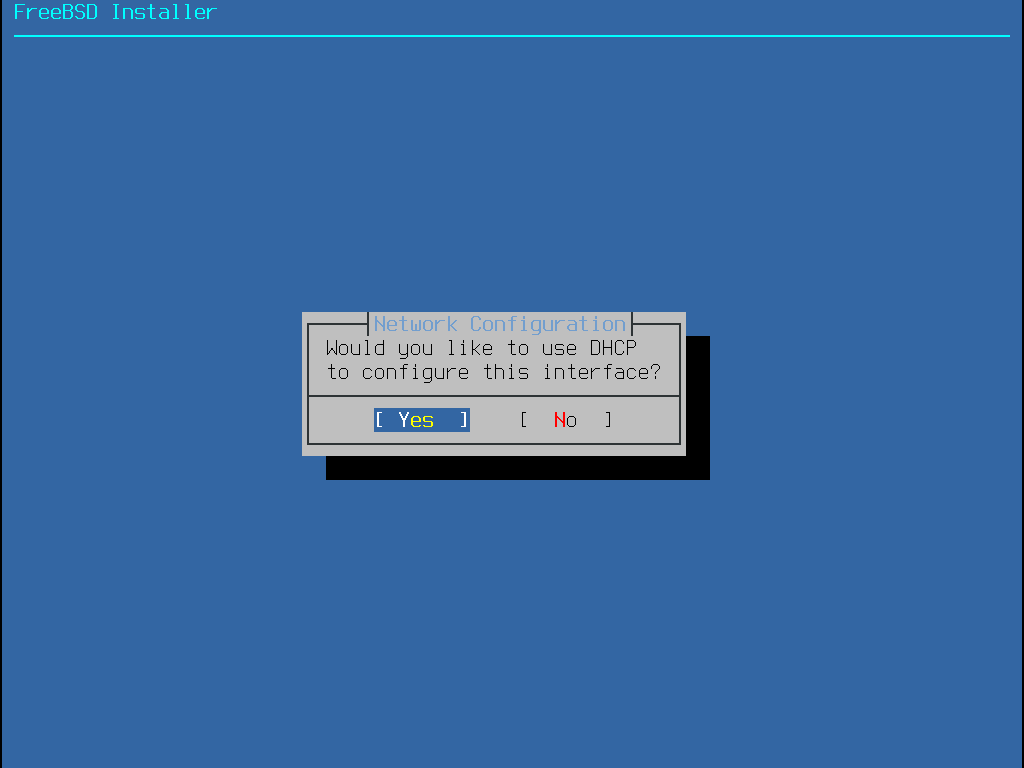 FreeBSD Installer
Network Configuration
Would you like to use DHCP
to configure this interface?
[ Yes ] [ No ]